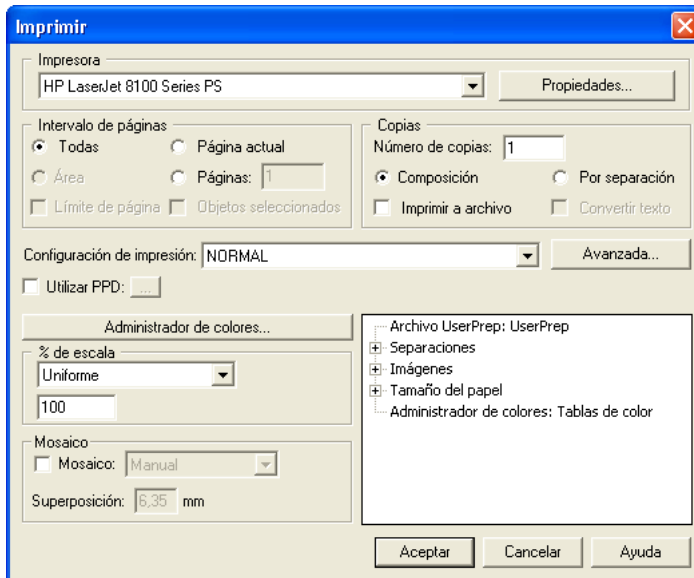 Imprimir
Impresora
HP LaserJet 8100 Series PS
Propiedades...
Intervalo de páginas
Todas
Página actual
Área
Páginas: 1
Límite de página
Objetos seleccionados
Copias
Número de copias: 1
Composición
Por separación
Imprimir a archivo
Convertir texto
Configuración de impresión: NORMAL
Avanzada...
Utilizar PPD: ...
Administrador de colores...
% de escala
Uniforme
100
Mosaico
Mosaico: Manual
Superposición: 6,35 mm
Archivo UserPrep: UserPrep
Separaciones
Imágenes
Tamaño del papel
Administrador de colores: Tablas de color
Aceptar
Cancelar
Ayuda